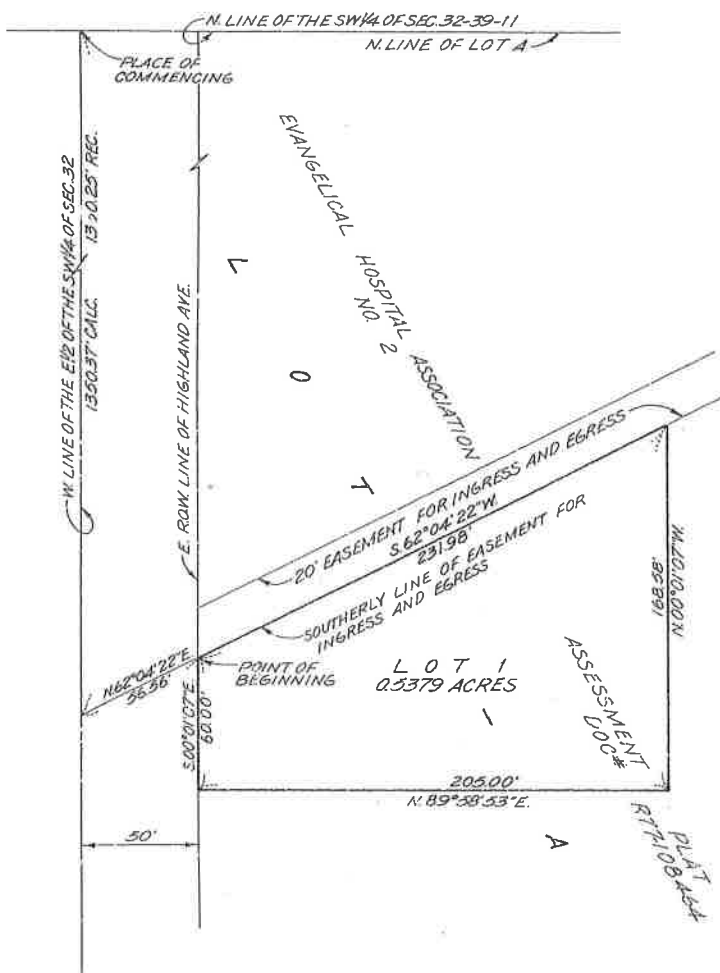 N. LINE OF THE SW¼ OF SEC. 32-39-11
N. LINE OF LOT A
PLACE OF
COMMENCING
W. LINE OF THE E½ OF THE SW¼ OF SEC. 32
1350.37' CALC.
REC.
E. R.O.W. LINE OF HIGHLAND AVE.
EVANGELICAL HOSPITAL ASSOCIATION
NO. 2
L O T
20' EASEMENT FOR INGRESS AND EGRESS
S. 62°04'22" W.
231.98'
SOUTHERLY LINE OF EASEMENT FOR
INGRESS AND EGRESS
N 62°04'22" E
56.56'
POINT OF
BEGINNING
S.00°01'07"E.
60.00'
L O T 1
0.5379 ACRES
168.58'
N.00°01'07"W.
ASSESSMENT
DOC #
205.00'
N. 89°58'53" E.
50'
A
PLAT